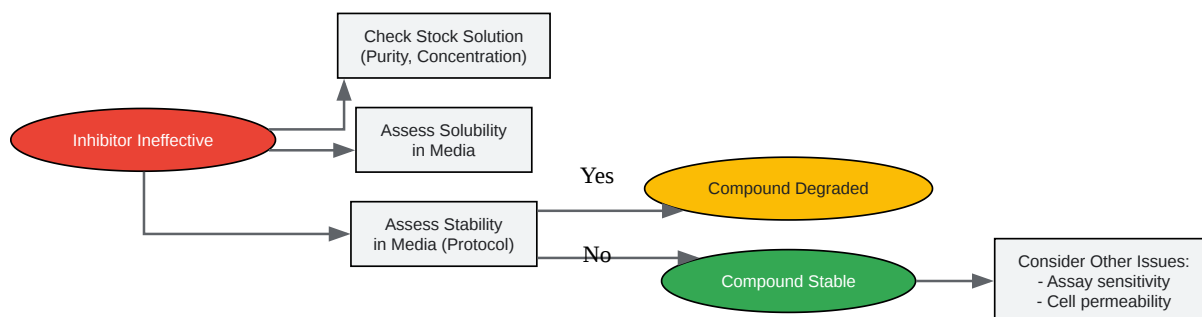 Check Stock Solution
(Purity, Concentration)
Inhibitor Ineffective
Assess Solubility
in Media
Yes
Compound Degraded
Assess Stability
in Media (Protocol)
No
Compound Stable
Consider Other Issues:
- Assay sensitivity
- Cell permeability